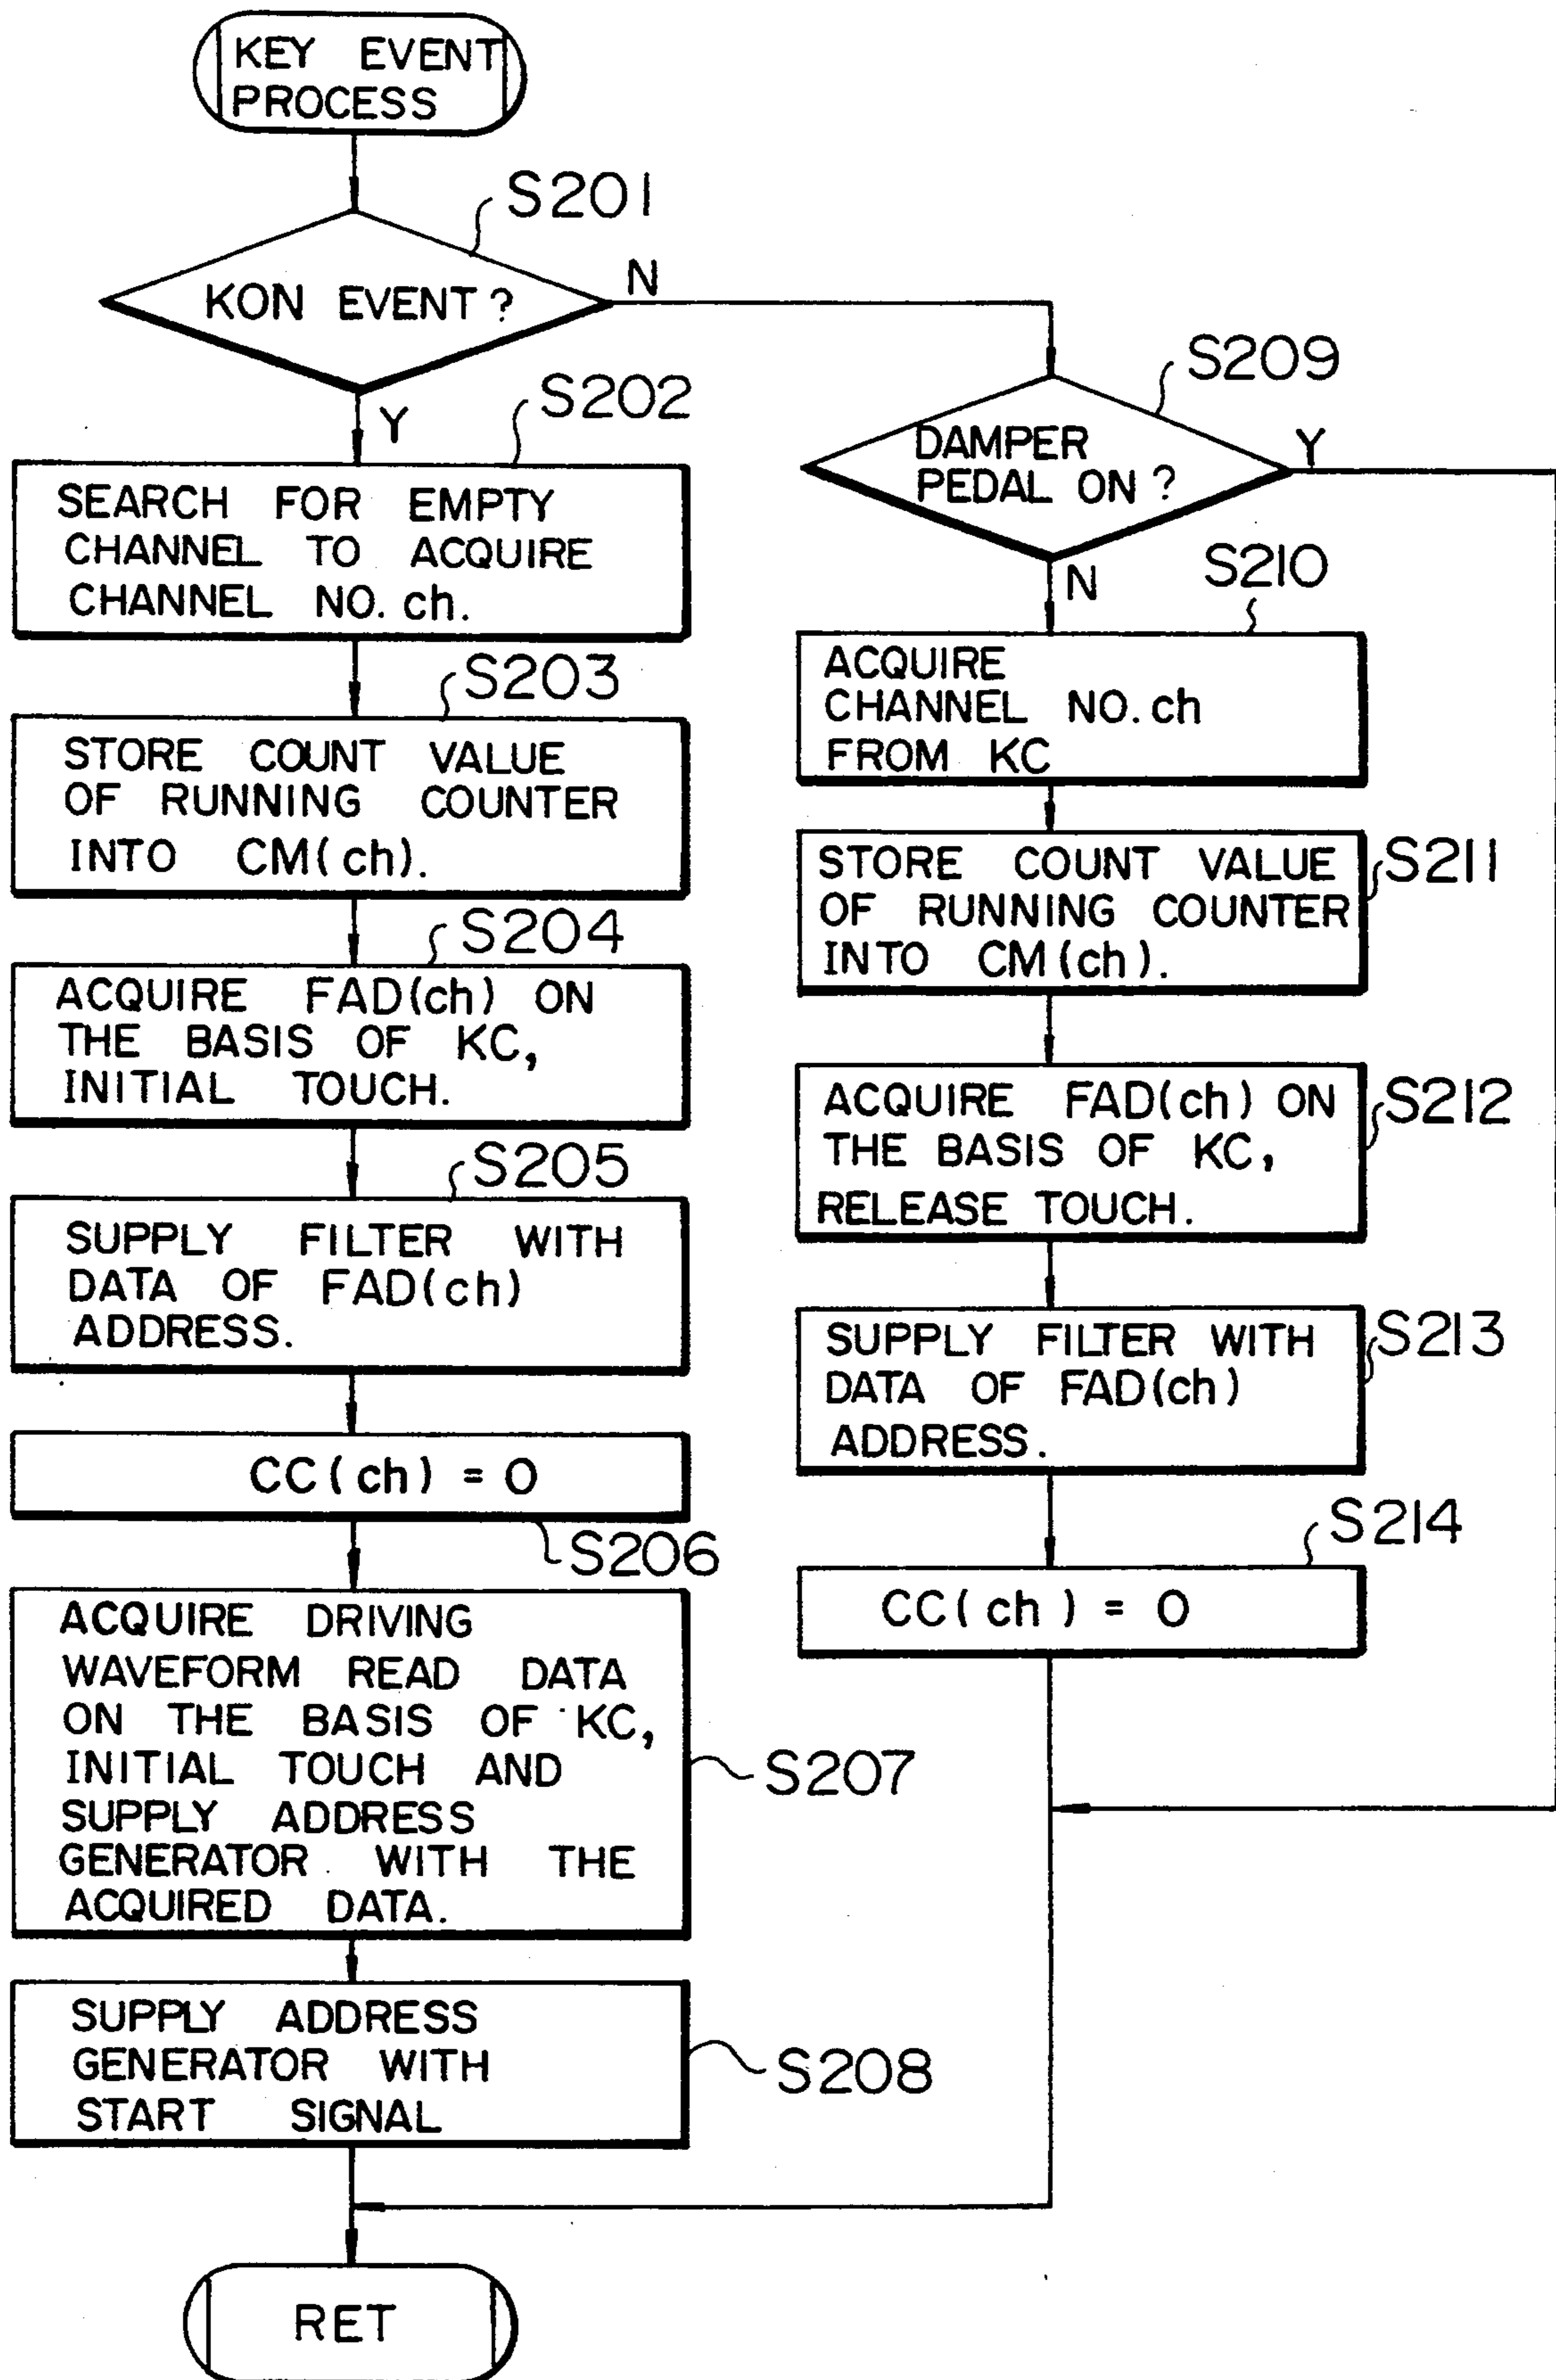 KEY EVENT
PROCESS
S201
KON EVENT?
N
Y
S202
SEARCH FOR EMPTY
CHANNEL TO ACQUIRE
CHANNEL NO. ch.
S203
STORE COUNT VALUE
OF RUNNING COUNTER
INTO CM(ch).
S204
ACQUIRE FAD(ch) ON
THE BASIS OF KC,
INITIAL TOUCH.
S205
SUPPLY FILTER WITH
DATA OF FAD(ch)
ADDRESS.
CC(ch) = 0
S206
ACQUIRE DRIVING
WAVEFORM READ DATA
ON THE BASIS OF KC,
INITIAL TOUCH AND
SUPPLY ADDRESS
GENERATOR WITH THE
ACQUIRED DATA.
S207
SUPPLY ADDRESS
GENERATOR WITH
START SIGNAL
S208
S209
DAMPER
PEDAL ON?
Y
N
S210
ACQUIRE
CHANNEL NO. ch
FROM KC
STORE COUNT VALUE
OF RUNNING COUNTER
INTO CM(ch).
S211
ACQUIRE FAD(ch) ON
THE BASIS OF KC,
RELEASE TOUCH.
S212
SUPPLY FILTER WITH
DATA OF FAD(ch)
ADDRESS.
S213
S214
CC(ch) = 0
RET